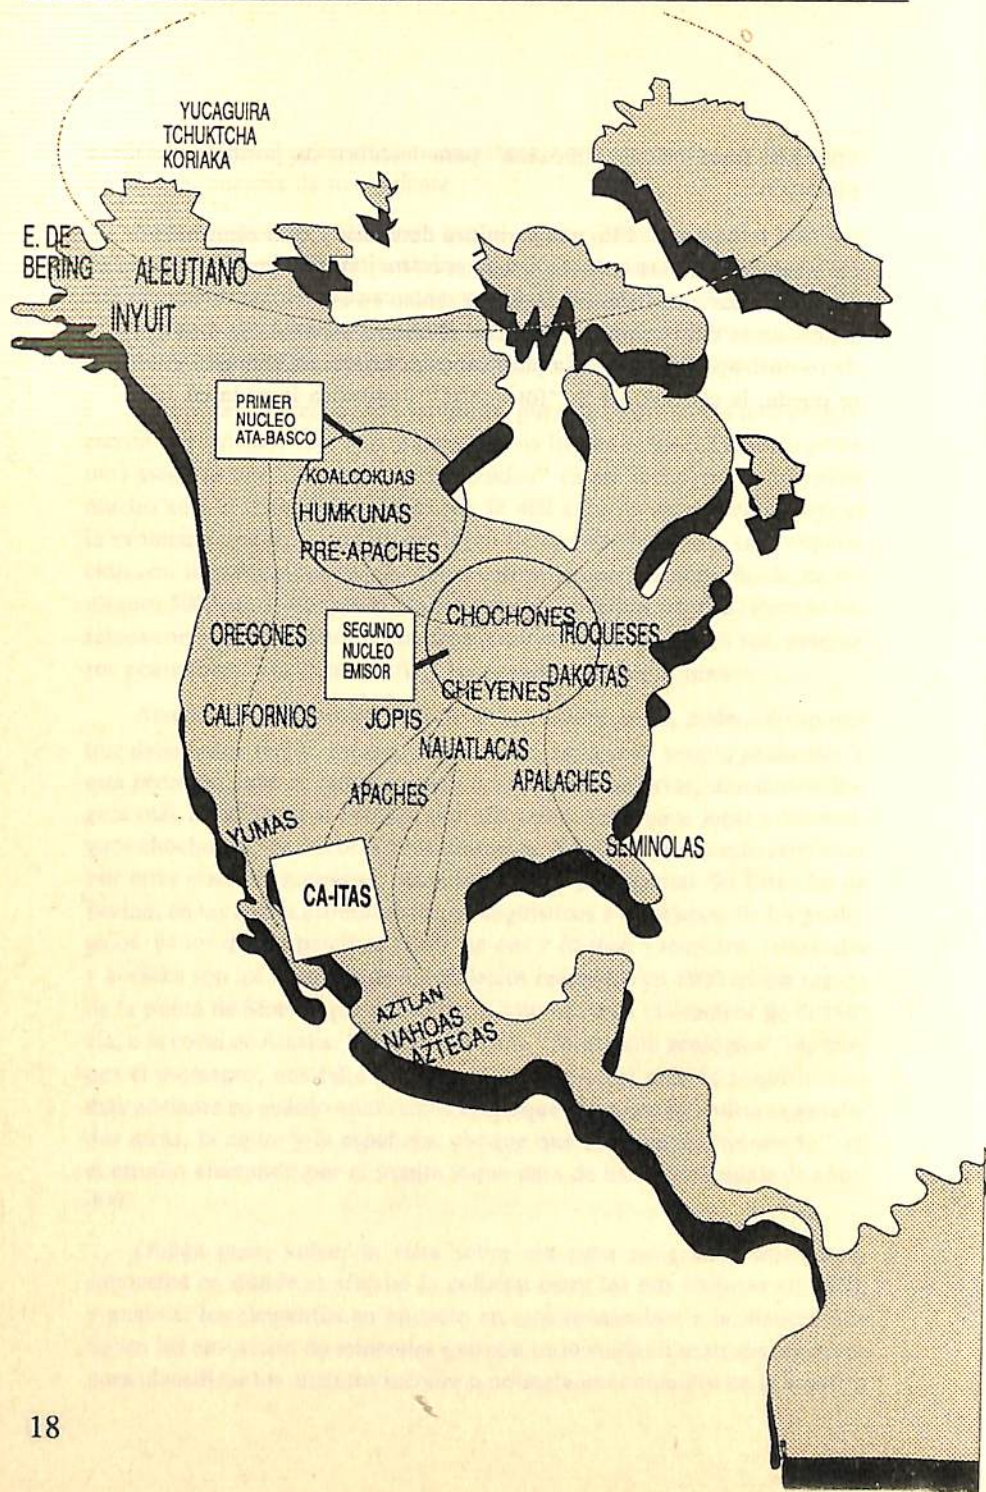 YUCAGUIRA
TCHUKTCHA
KORIAKA
E. DE
BERING
ALEUTIANO
INYUIT
PRIMER
NUCLEO
ATA-BASCO
KOALCOKUAS
HUMKUNAS
PRE-APACHES
CHOCHONES
OREGONES
SEGUNDO
NUCLEO
EMISOR
IROQUESES
DAKOTAS
CHEYENES
CALIFORNIOS
JOPIS
NAUATLACAS
APACHES
APALACHES
YUMAS
SEMINOLAS
CA-ITAS
AZTLAN
NAHOAS
AZTECAS
18